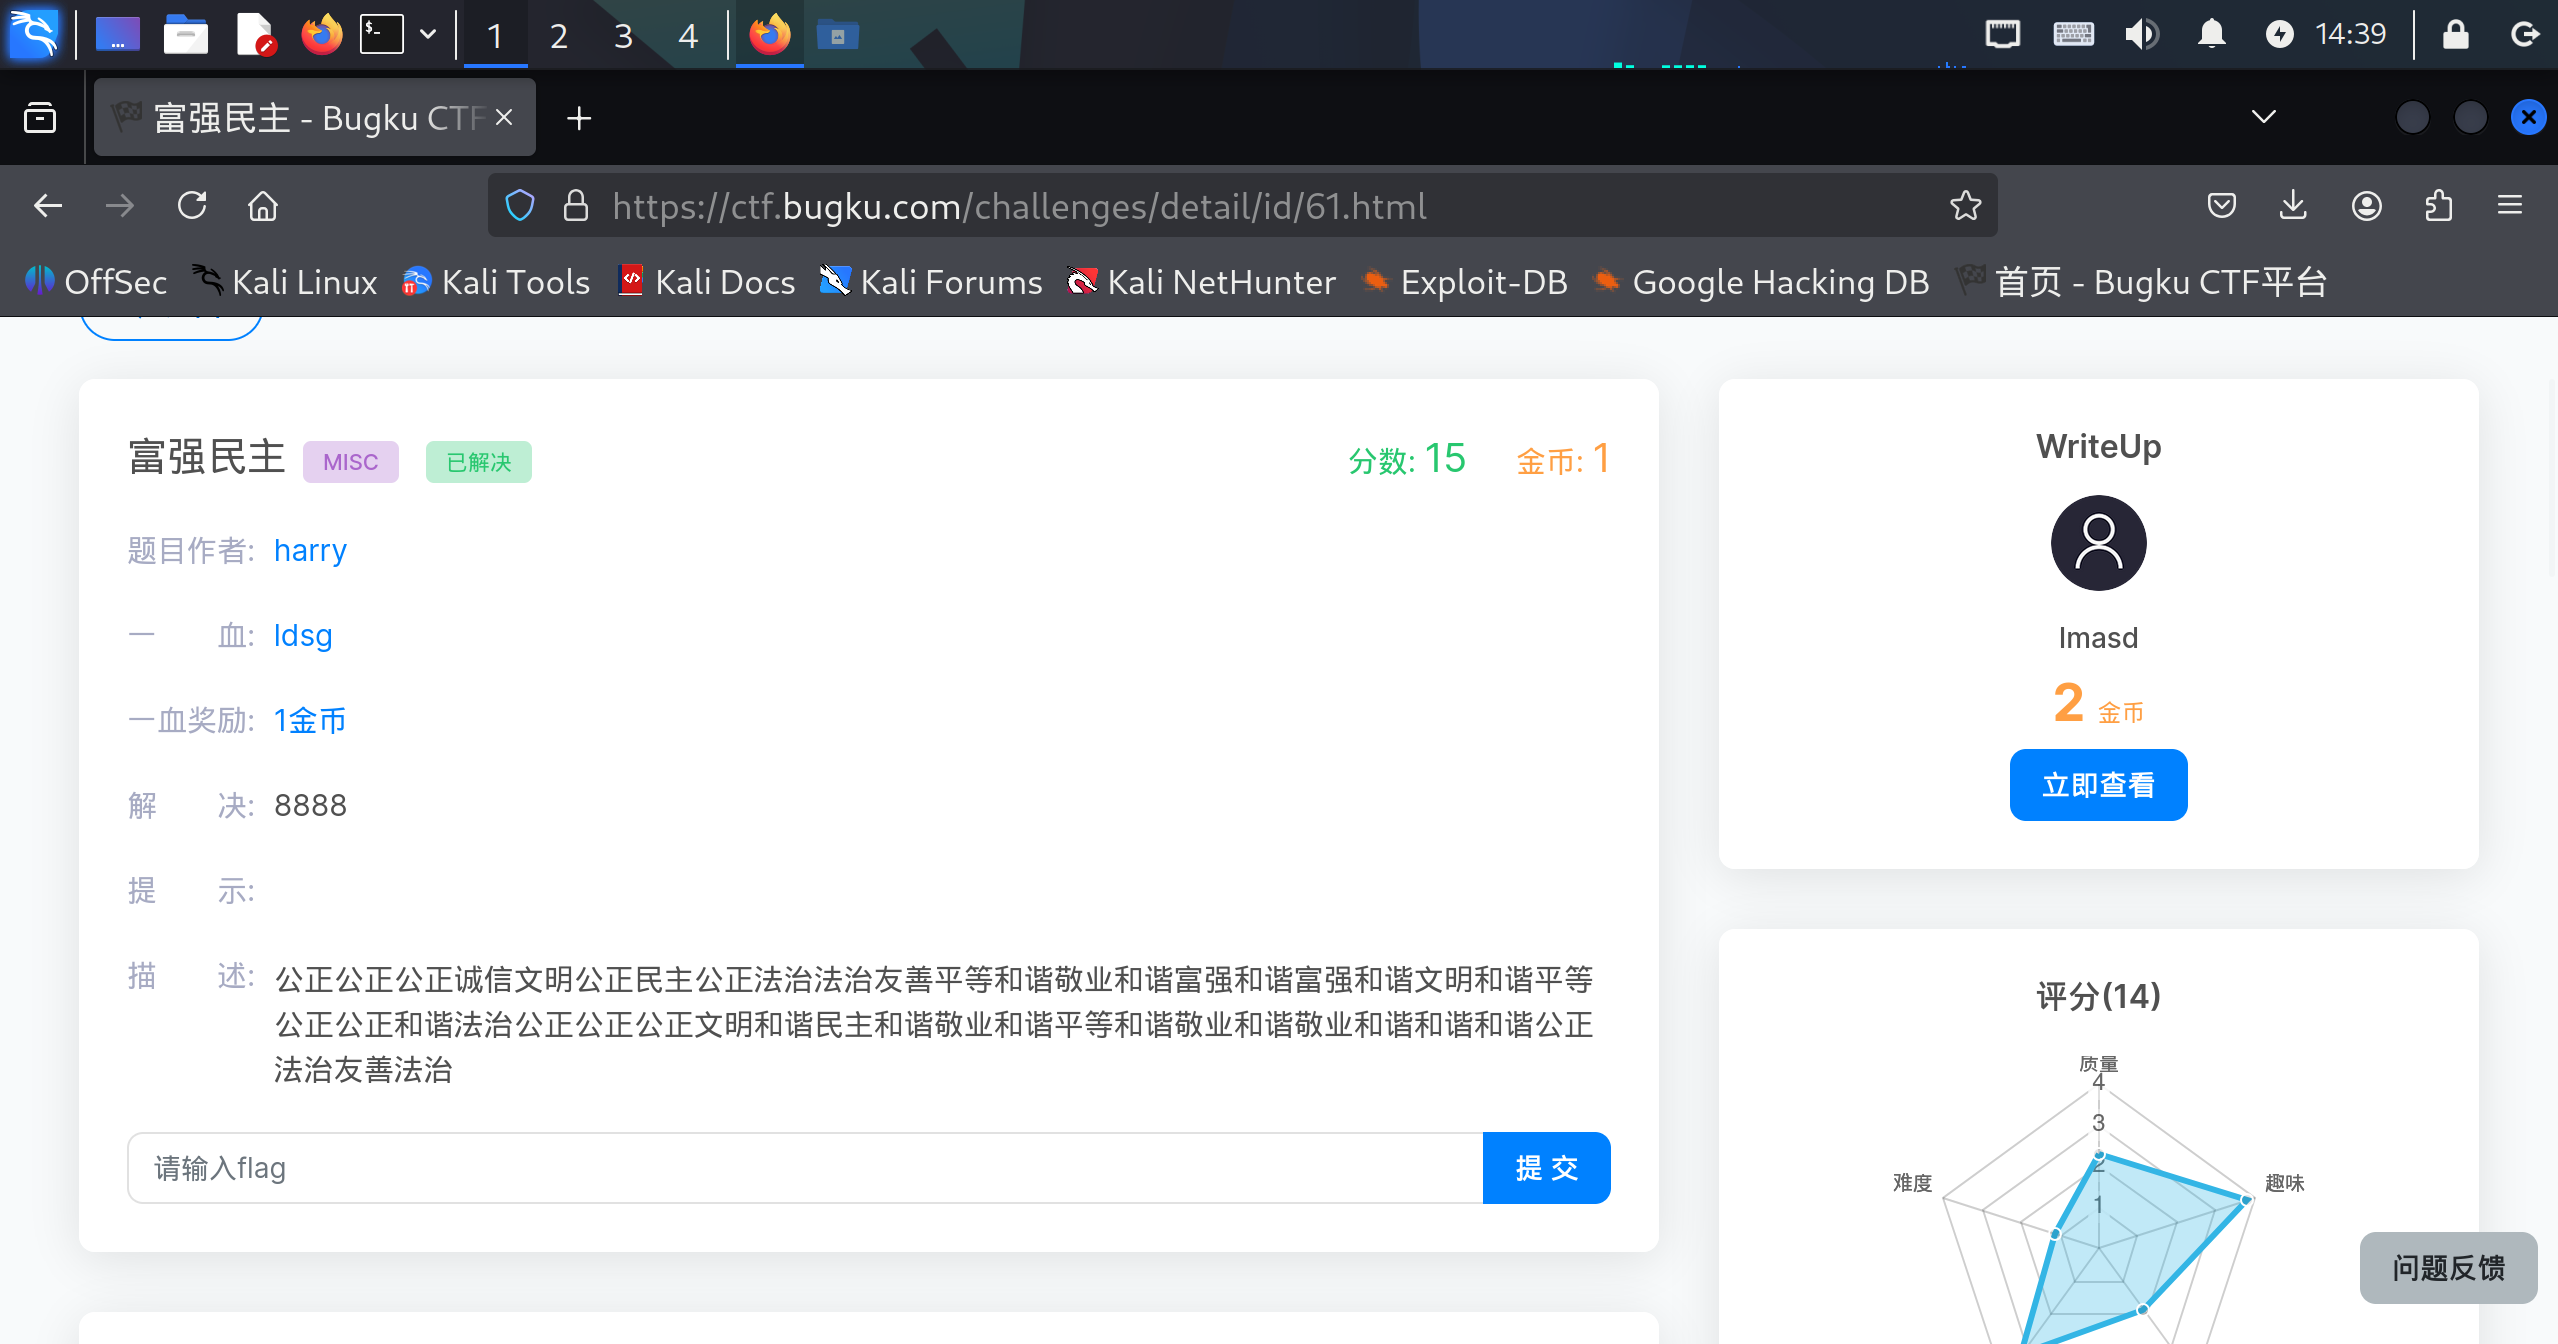 1 2 3 4 14:39
富强民主 - Bugku CTF
https://ctf.bugku.com/challenges/detail/id/61.html
OffSec Kali Linux Kali Tools Kali Docs Kali Forums Kali NetHunter Exploit-DB Google Hacking DB 首页 - Bugku CTF平台
富强民主 MISC 已解决 分数: 15 金币: 1
题目作者: harry
一 血: ldsg
一血奖励: 1金币
解 决: 8888
提 示:
描 述: 公正公正公正诚信文明公正民主公正法治法治友善平等和谐敬业和谐富强和谐富强和谐文明和谐平等
公正公正和谐法治公正公正公正文明和谐民主和谐敬业和谐平等和谐敬业和谐敬业和谐和谐和谐公正
法治友善法治
请输入flag
提 交
WriteUp
lmasd
2 金币
立即查看
评分(14)
质量
4
3
2
1
难度
趣味
问题反馈